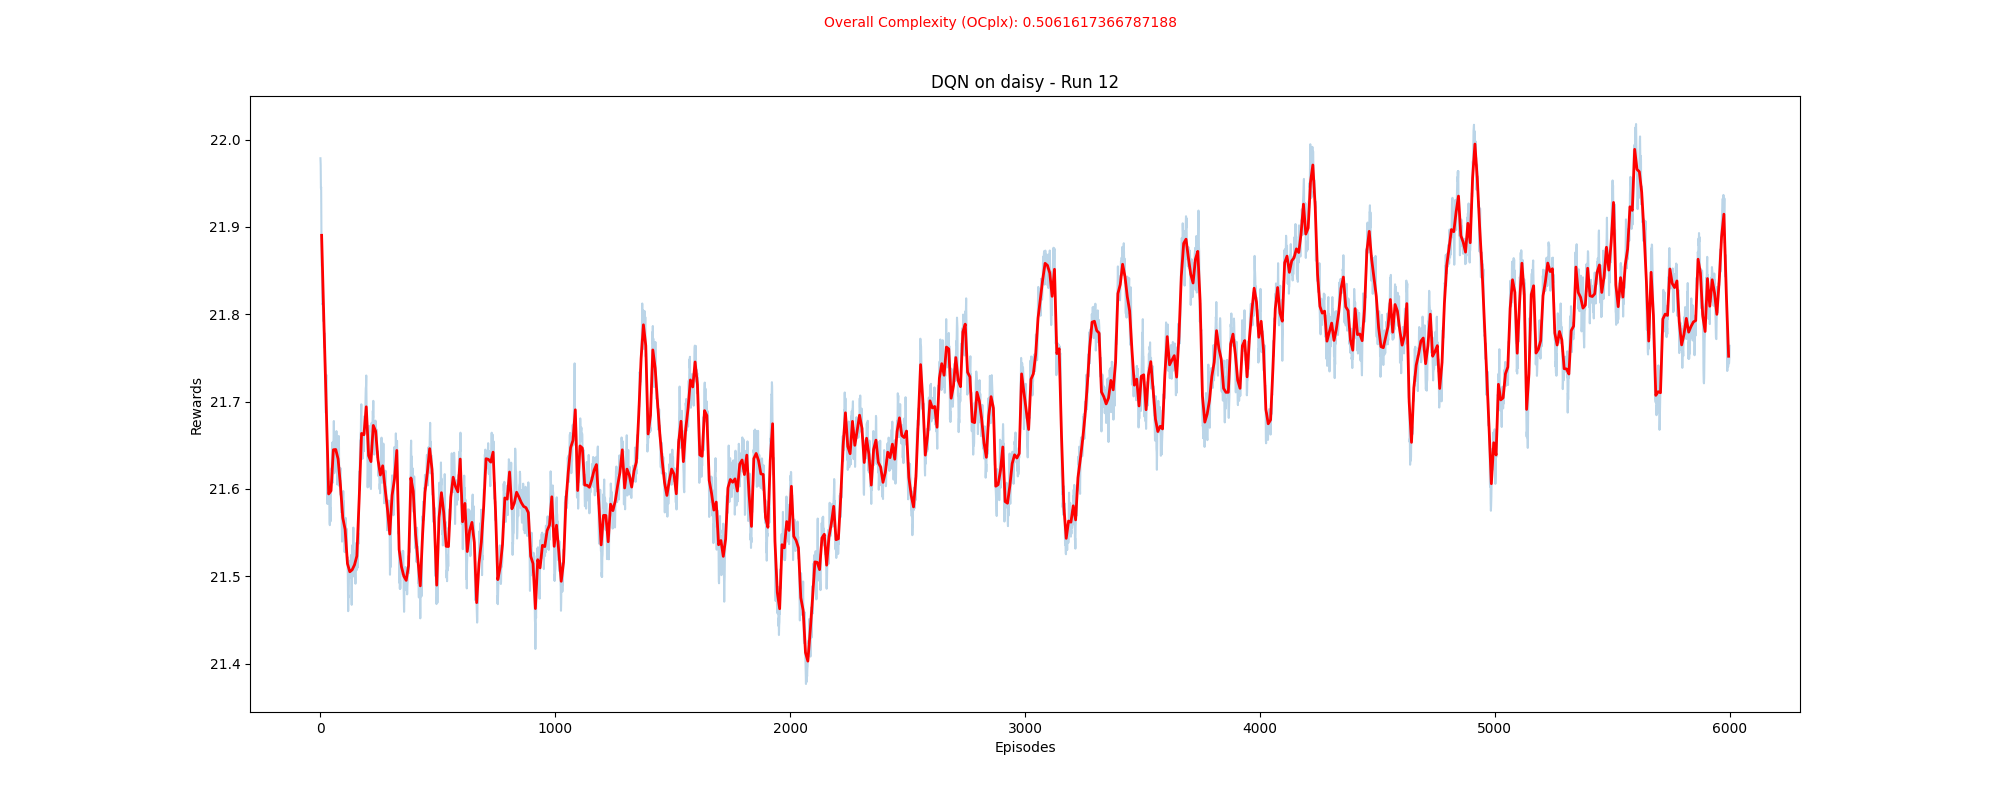 Overall Complexity (OCplx): 0.5061617366787188
DQN on daisy - Run 12
22.0
21.9
21.8
21.7
21.6
21.5
21.4
Rewards
0 1000 2000 3000 4000 5000 6000
Episodes